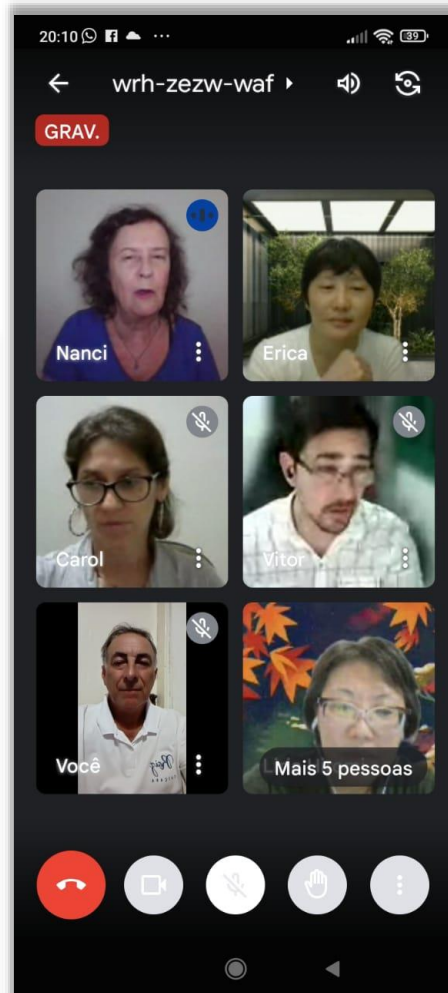 20:10
39
wrh-zezw-waf
GRAV.
Nanci
Erica
Carol
Vitor
Você
Mais 5 pessoas